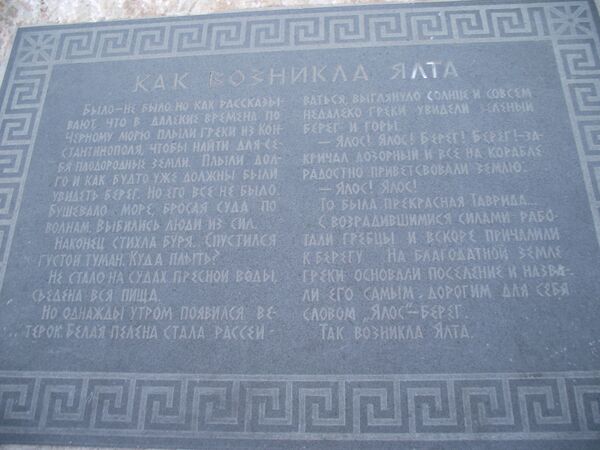 КАК ВОЗНИКЛА ЯЛТА
Было-не было, но как рассказы-
вают, что в далекие времена по
Черному морю плыли греки из Кон-
стантинополя, чтобы найти для се-
бя плодородные земли. Плыли дол-
го и как будто уже должны были
увидеть берег. Но его все не было.
Бушевало море, бросая суда по
волнам. Выбились люди из сил.
Наконец стихла буря. Спустился
густой туман. Куда плыть?
Не стало на судах пресной воды,
съедена вся пища.
Но однажды утром появился ве-
терок. Белая пелена стала рассеи-
ваться, выглянуло солнце и совсем
недалеко греки увидели зеленый
берег и горы.
— Ялос! Ялос! Берег! Берег!-за-
кричал дозорный и все на корабле
радостно приветствовали землю.
— Ялос! Ялос!
То была прекрасная Таврида...
С возрадившимися силами рабо-
тали гребцы и вскоре причалили
к берегу. На благодатной земле
греки основали поселение и назва-
ли его самым дорогим для себя
словом „Ялос"-берег.
Так возникла Ялта.